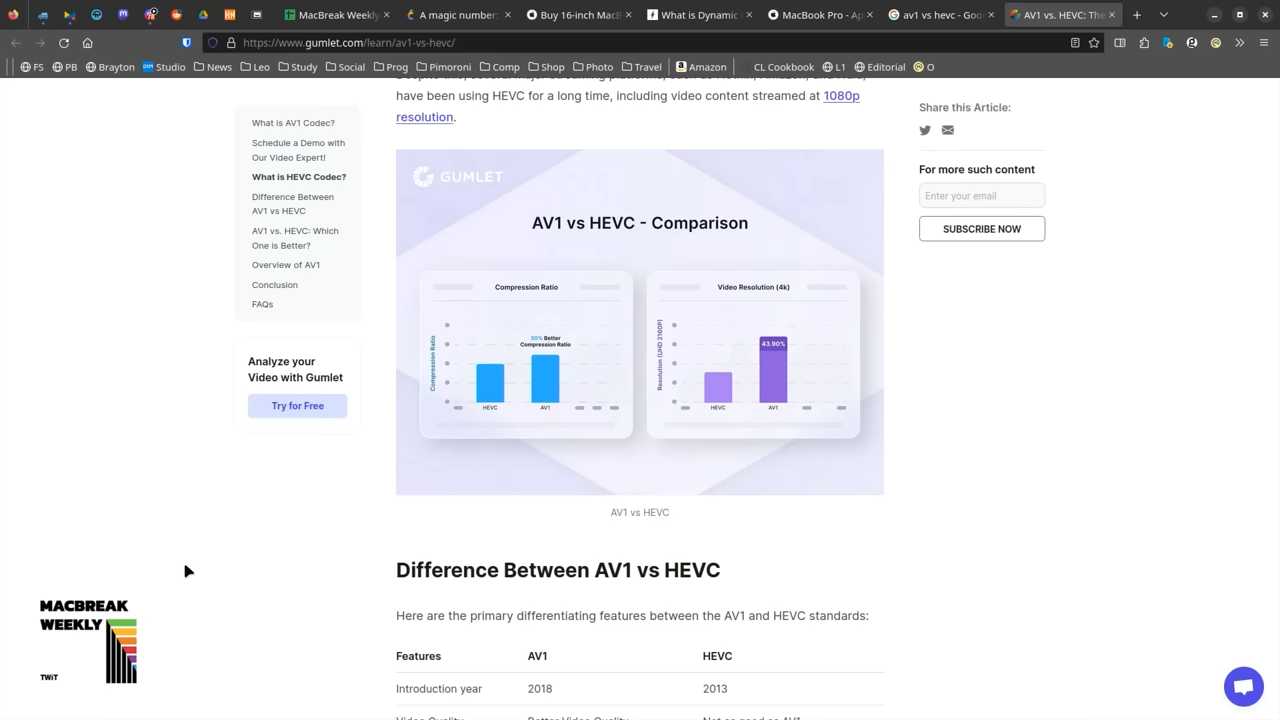 MacBreak Weekly
A magic number:
Buy 16-inch MacB
What is Dynamic
MacBook Pro - Ap
av1 vs hevc - Goo
AV1 vs. HEVC: The
https://www.gumlet.com/learn/av1-vs-hevc/
FS
PB
Brayton
Studio
News
Leo
Study
Social
Prog
Pimoroni
Comp
Shop
Photo
Travel
Amazon
CL Cookbook
L1
Editorial
O
have been using HEVC for a long time, including video content streamed at 1080p
resolution.
What is AV1 Codec?
Schedule a Demo with
Our Video Expert!
What is HEVC Codec?
Difference Between
AV1 vs HEVC
AV1 vs. HEVC: Which
One is Better?
Overview of AV1
Conclusion
FAQs
Analyze your
Video with Gumlet
Try for Free
GUMLET
AV1 vs HEVC - Comparison
Compression Ratio
Compression Ratio
30% Better
Compression Ratio
HEVC
AV1
Video Resolution (4k)
Resolution (UHD 2160P)
43.90%
HEVC
AV1
AV1 vs HEVC
Difference Between AV1 vs HEVC
Here are the primary differentiating features between the AV1 and HEVC standards:
Features AV1 HEVC
Introduction year 2018 2013
Share this Article:
For more such content
Enter your email
SUBSCRIBE NOW
MACBREAK
WEEKLY
TWiT